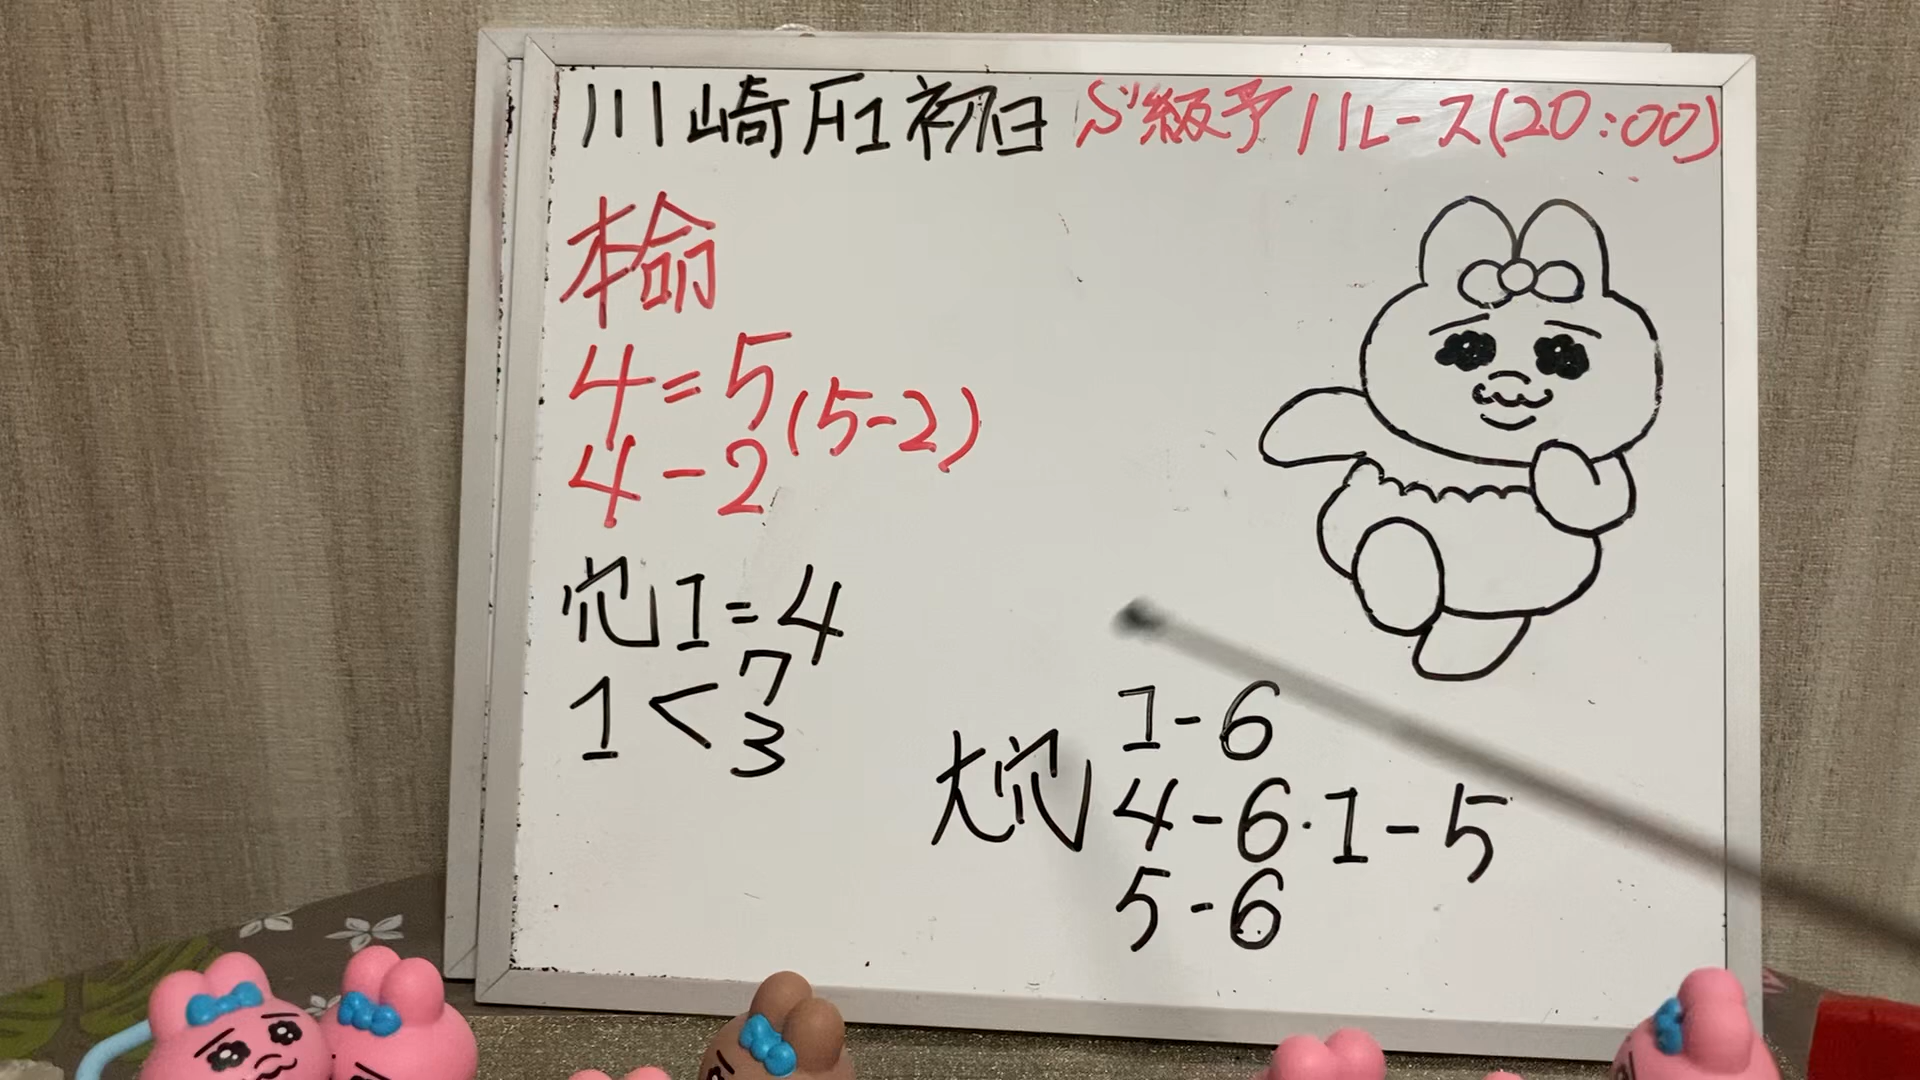 川崎F1初日 S級予 11レース(20:00)
本命
4=5
(5-2)
4-2
穴 1=4
1<7
3
大穴
1-6
4-6・1-5
5-6